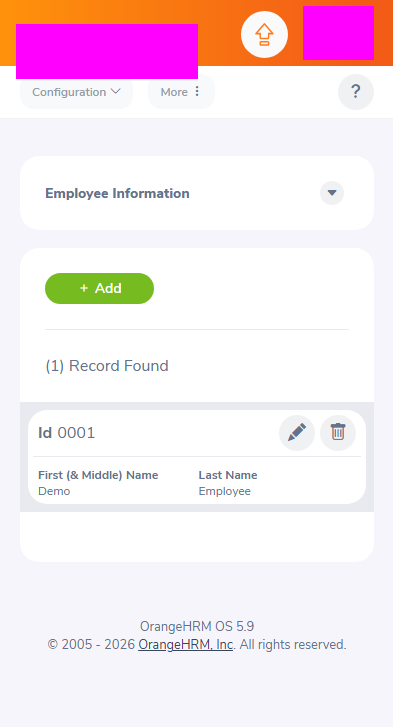 Configuration More
?
Employee Information
+ Add
(1) Record Found
Id 0001
First (& Middle) Name Last Name
Demo Employee
OrangeHRM OS 5.9
© 2005 - 2026 OrangeHRM, Inc. All rights reserved.